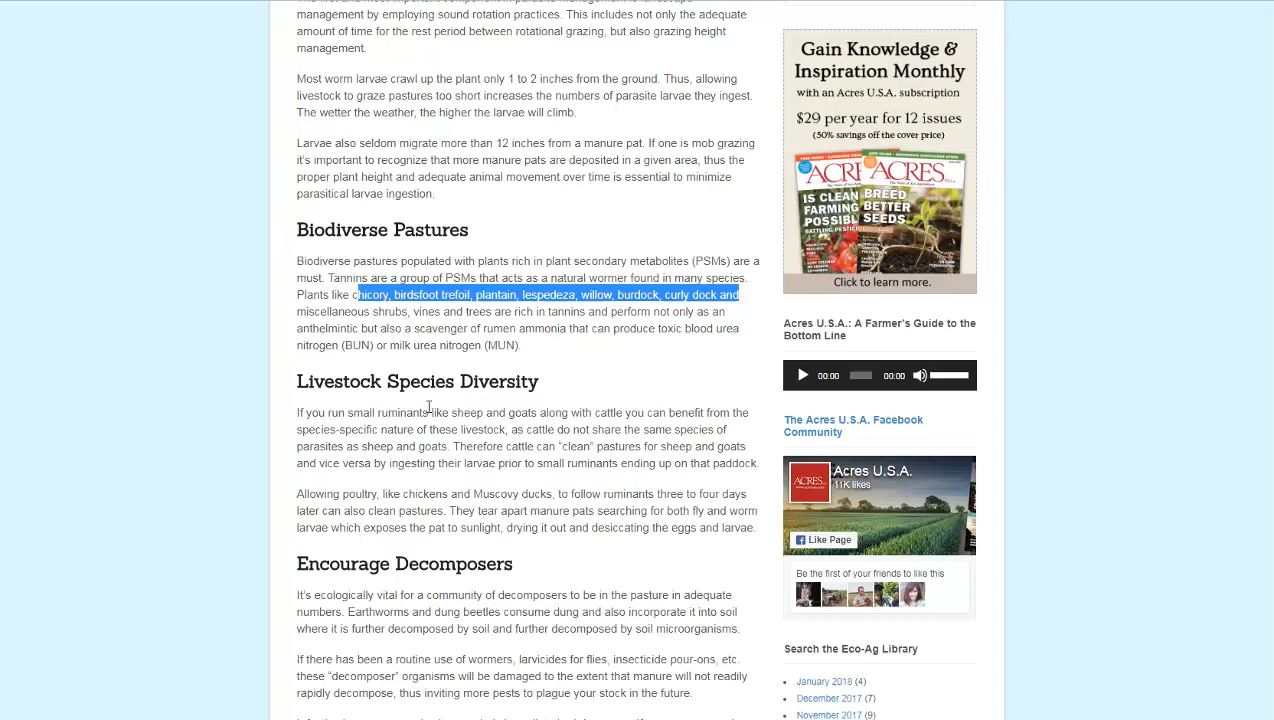 management by employing sound rotation practices. This includes not only the adequate
amount of time for the rest period between rotational grazing, but also grazing height
management.
Most worm larvae crawl up the plant only 1 to 2 inches from the ground. Thus, allowing
livestock to graze pastures too short increases the numbers of parasite larvae they ingest.
The wetter the weather, the higher the larvae will climb.
Larvae also seldom migrate more than 12 inches from a manure pat. If one is mob grazing
it's important to recognize that more manure pats are deposited in a given area, thus the
proper plant height and adequate animal movement over time is essential to minimize
parasitical larvae ingestion.
Biodiverse Pastures
Biodiverse pastures populated with plants rich in plant secondary metabolites (PSMs) are a
must. Tannins are a group of PSMs that acts as a natural wormer found in many species.
Plants like chicory, birdsfoot trefoil, plantain, lespedeza, willow, burdock, curly dock and
miscellaneous shrubs, vines and trees are rich in tannins and perform not only as an
anthelmintic but also a scavenger of rumen ammonia that can produce toxic blood urea
nitrogen (BUN) or milk urea nitrogen (MUN).
Livestock Species Diversity
If you run small ruminants like sheep and goats along with cattle you can benefit from the
species-specific nature of these livestock, as cattle do not share the same species of
parasites as sheep and goats. Therefore cattle can “clean” pastures for sheep and goats
and vice versa by ingesting their larvae prior to small ruminants ending up on that paddock.
Allowing poultry, like chickens and Muscovy ducks, to follow ruminants three to four days
later can also clean pastures. They tear apart manure pats searching for both fly and worm
larvae which exposes the pat to sunlight, drying it out and desiccating the eggs and larvae.
Encourage Decomposers
It's ecologically vital for a community of decomposers to be in the pasture in adequate
numbers. Earthworms and dung beetles consume dung and also incorporate it into soil
where it is further decomposed by soil and further decomposed by soil microorganisms.
If there has been a routine use of wormers, larvicides for flies, insecticide pour-ons, etc.
these “decomposer” organisms will be damaged to the extent that manure will not readily
rapidly decompose, thus inviting more pests to plague your stock in the future.
Gain Knowledge &
Inspiration Monthly
with an Acres U.S.A. subscription
$29 per year for 12 issues
(50% savings off the cover price)
ACR
ACRES
IS CLEAN
FARMING
POSSIBL
BATTLING PESTIC
BREED
BETTER
SEEDS
Click to learn more.
Acres U.S.A.: A Farmer's Guide to the
Bottom Line
00:00
00:00
The Acres U.S.A. Facebook
Community
ACRES
Acres U.S.A.
11K likes
Like Page
Be the first of your friends to like this
Search the Eco-Ag Library
January 2018 (4)
December 2017 (7)
November 2017 (9)